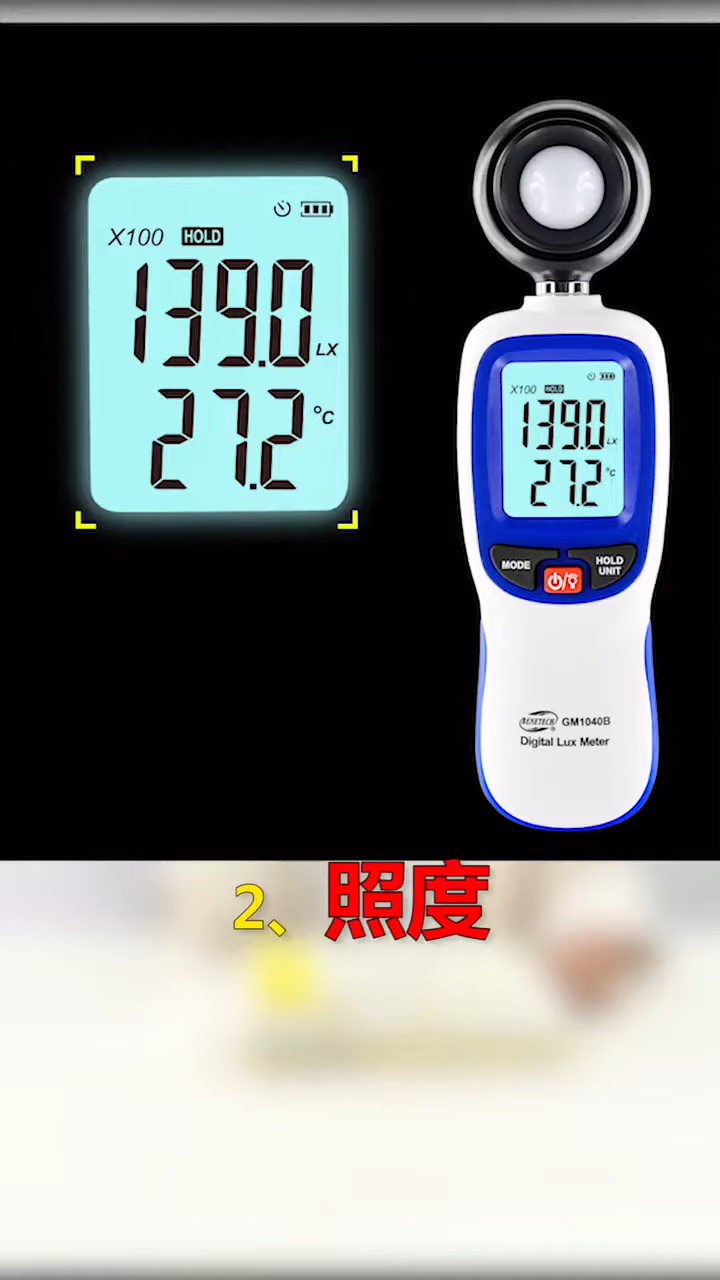 X100 HOLD
139.0 LX
27.2 °C
X100 HOLD
139.0 LX
27.2 °C
MODE
HOLD
UNIT
BENETECH GM1040B
Digital Lux Meter
2、照度